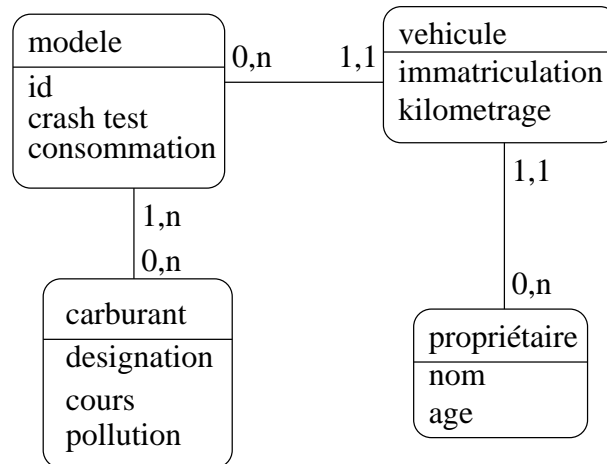 modele
id
crash test
consommation
0,n
1,1
vehicule
immatriculation
kilometrage
1,n
0,n
1,1
0,n
carburant
designation
cours
pollution
propriétaire
nom
age